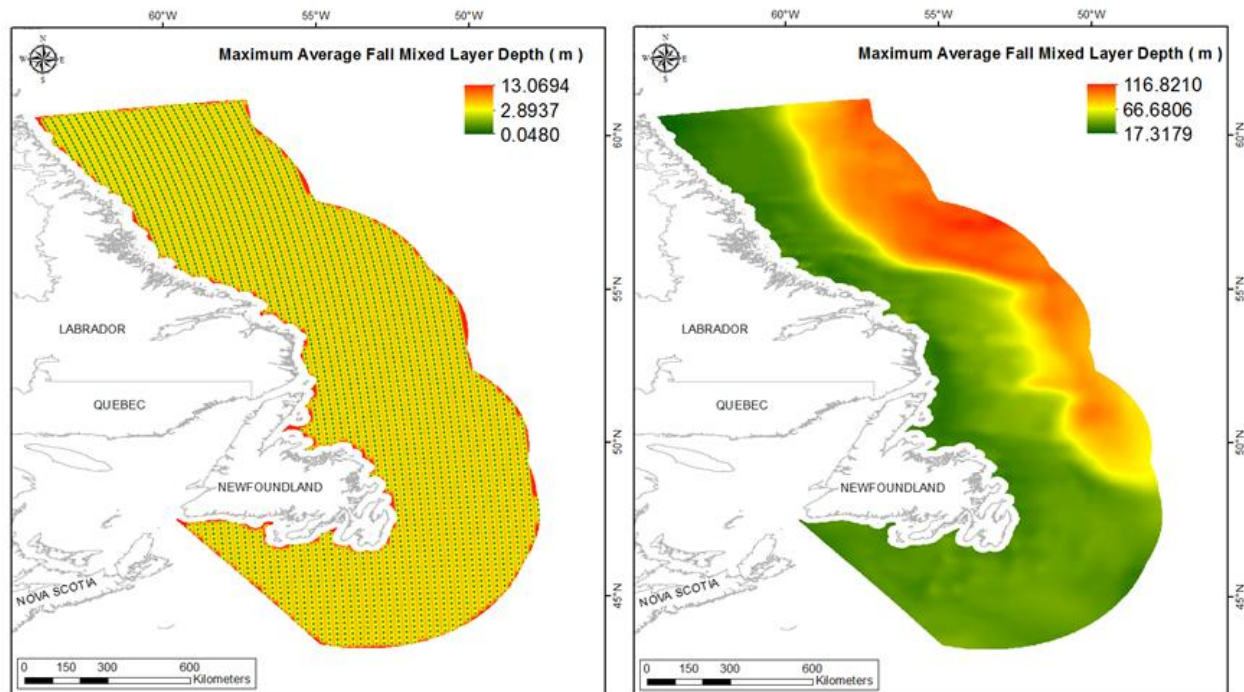 60°W 55°W 50°W
N
W E
S
Maximum Average Fall Mixed Layer Depth ( m )
13.0694
2.8937
0.0480
60°N
55°N
50°N
45°N
LABRADOR
QUEBEC
NEWFOUNDLAND
NOVA SCOTIA
0 150 300 600
Kilometers
60°W 55°W 50°W
N
W E
S
Maximum Average Fall Mixed Layer Depth ( m )
116.8210
66.6806
17.3179
60°N
55°N
50°N
45°N
LABRADOR
QUEBEC
NEWFOUNDLAND
NOVA SCOTIA
0 150 300 600
Kilometers